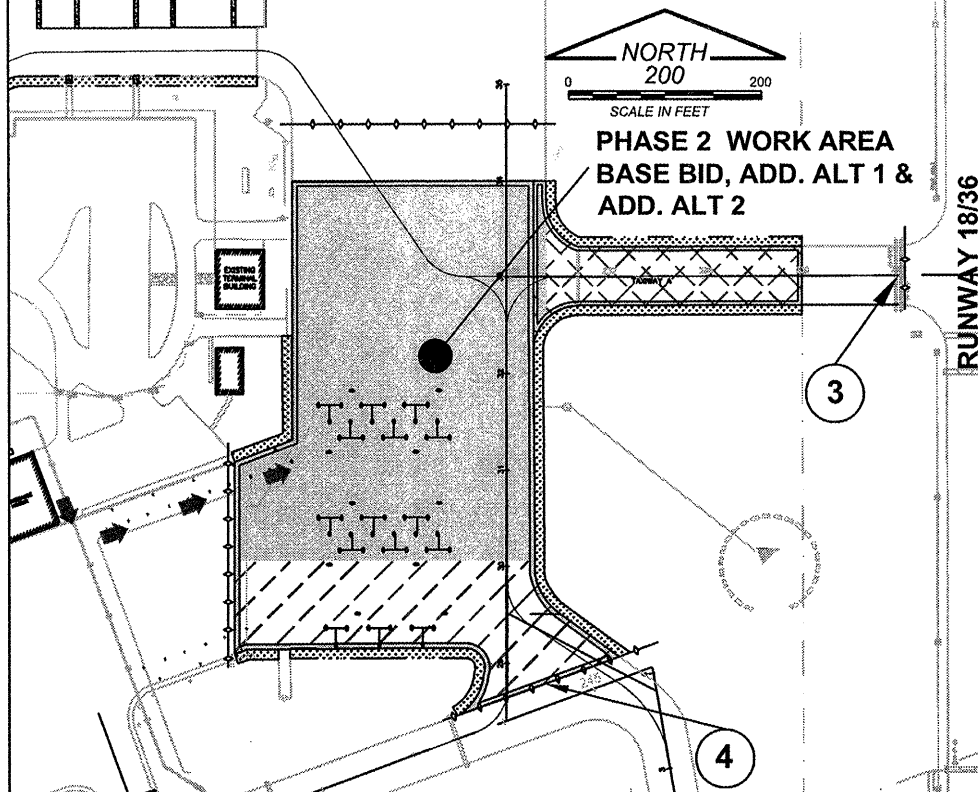 NORTH
200
0 200
SCALE IN FEET
PHASE 2 WORK AREA
BASE BID, ADD. ALT 1 &
ADD. ALT 2
RUNWAY 18/36
EXISTING
TERMINAL
BUILDING
TAXIWAY A
3
4